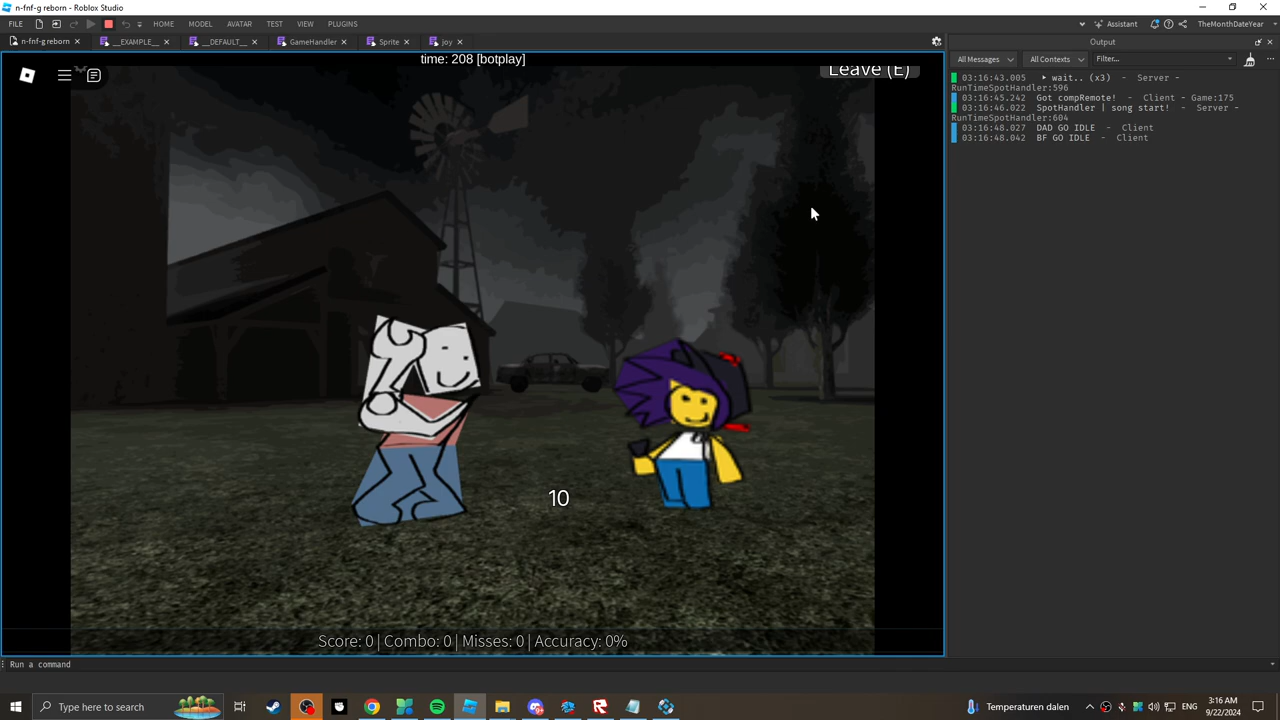 n-fnf-g reborn - Roblox Studio
FILE HOME MODEL AVATAR TEST VIEW PLUGINS Assistant TheMonthDateYear
n-fnf-g reborn __EXAMPLE__ __DEFAULT__ GameHandler Sprite joy Output
time: 208 [botplay]
Leave (E)
All Messages All Contexts Filter...
03:16:43.005 wait.. (x3) - Server -
RunTimeSpotHandler:596
03:16:45.242 Got compRemote! - Client - Game:175
03:16:46.022 SpotHandler | song start! - Server -
RunTimeSpotHandler:604
03:16:48.027 DAD GO IDLE - Client
03:16:48.042 BF GO IDLE - Client
10
Score: 0 | Combo: 0 | Misses: 0 | Accuracy: 0%
Run a command
Type here to search
Temperaturen dalen
ENG
3:16 AM
9/22/2024